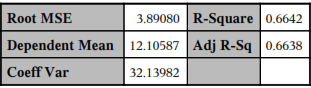 Root MSE 3.89080 R-Square 0.6642
Dependent Mean 12.10587 Adj R-Sq 0.6638
Coeff Var 32.13982